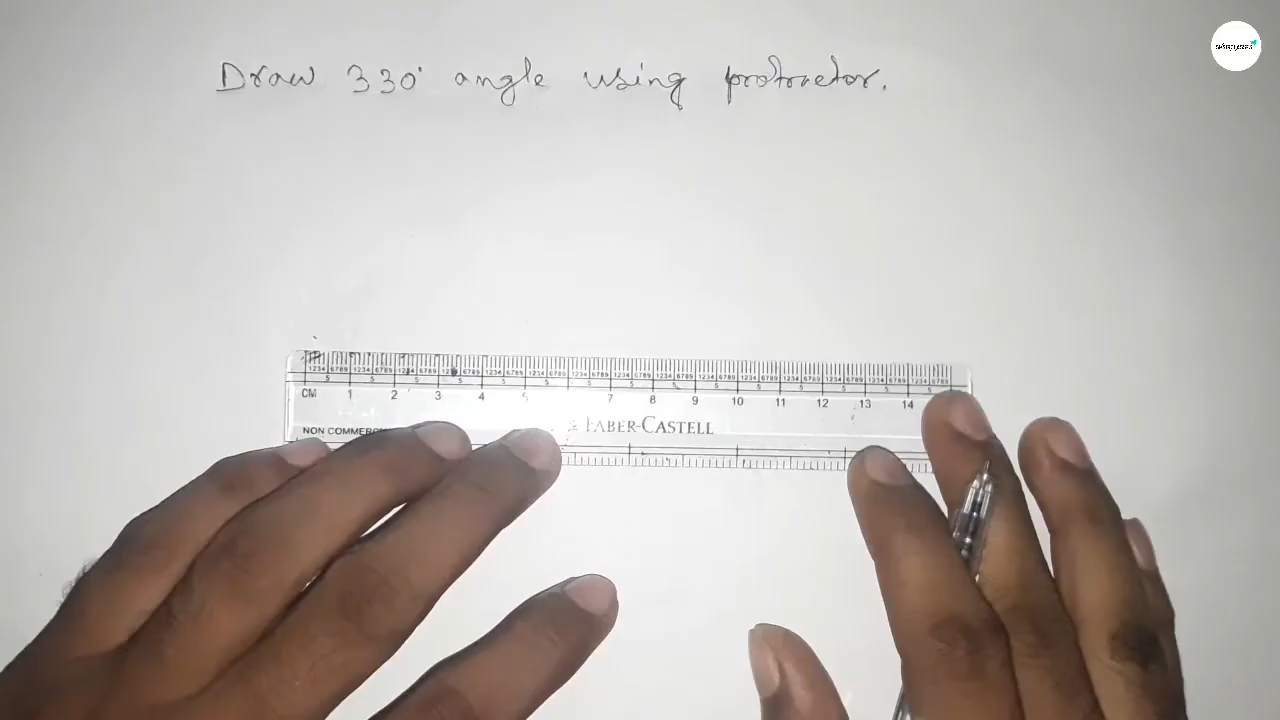 Draw 330° angle using protractor.
CM 1 2 3 4 5 6 7 8 9 10 11 12 13 14
FABER-CASTELL